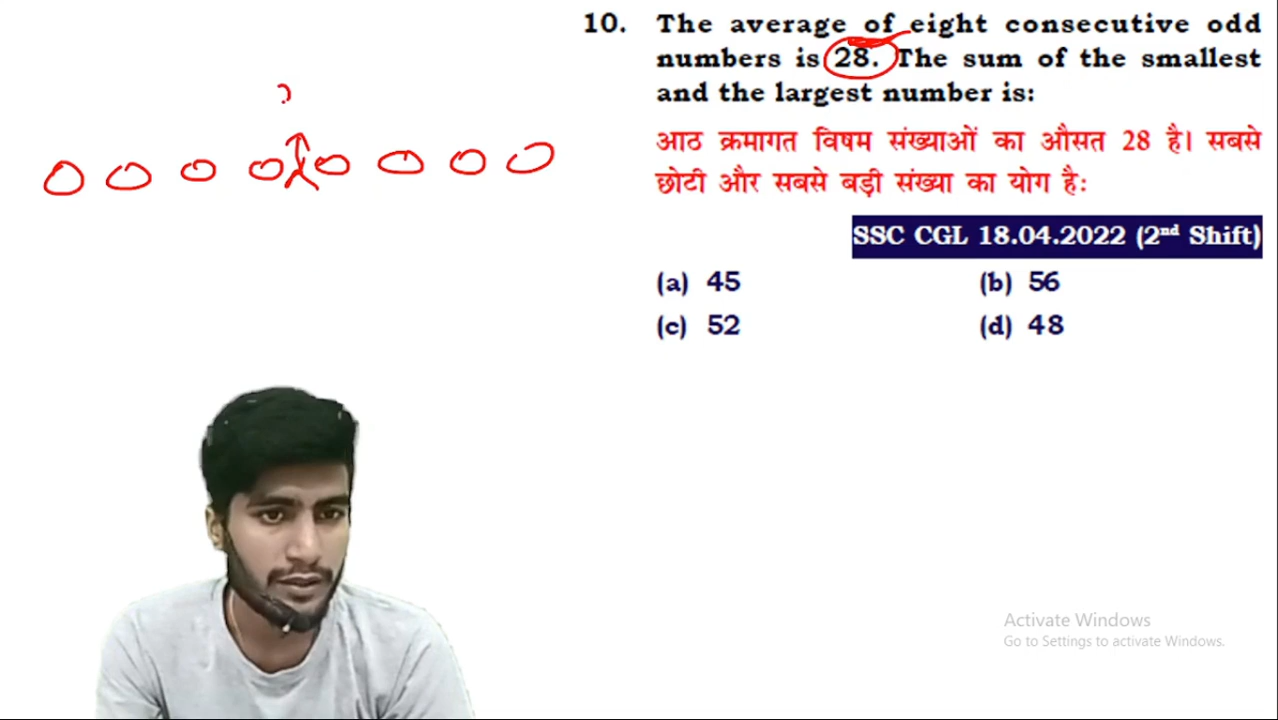 10. The average of eight consecutive odd
numbers is 28. The sum of the smallest
and the largest number is:
आठ क्रमागत विषम संख्याओं का औसत 28 है। सबसे
छोटी और सबसे बड़ी संख्या का योग है:
SSC CGL 18.04.2022 (2nd Shift)
(a) 45 (b) 56
(c) 52 (d) 48
?
Activate Windows
Go to Settings to activate Windows.